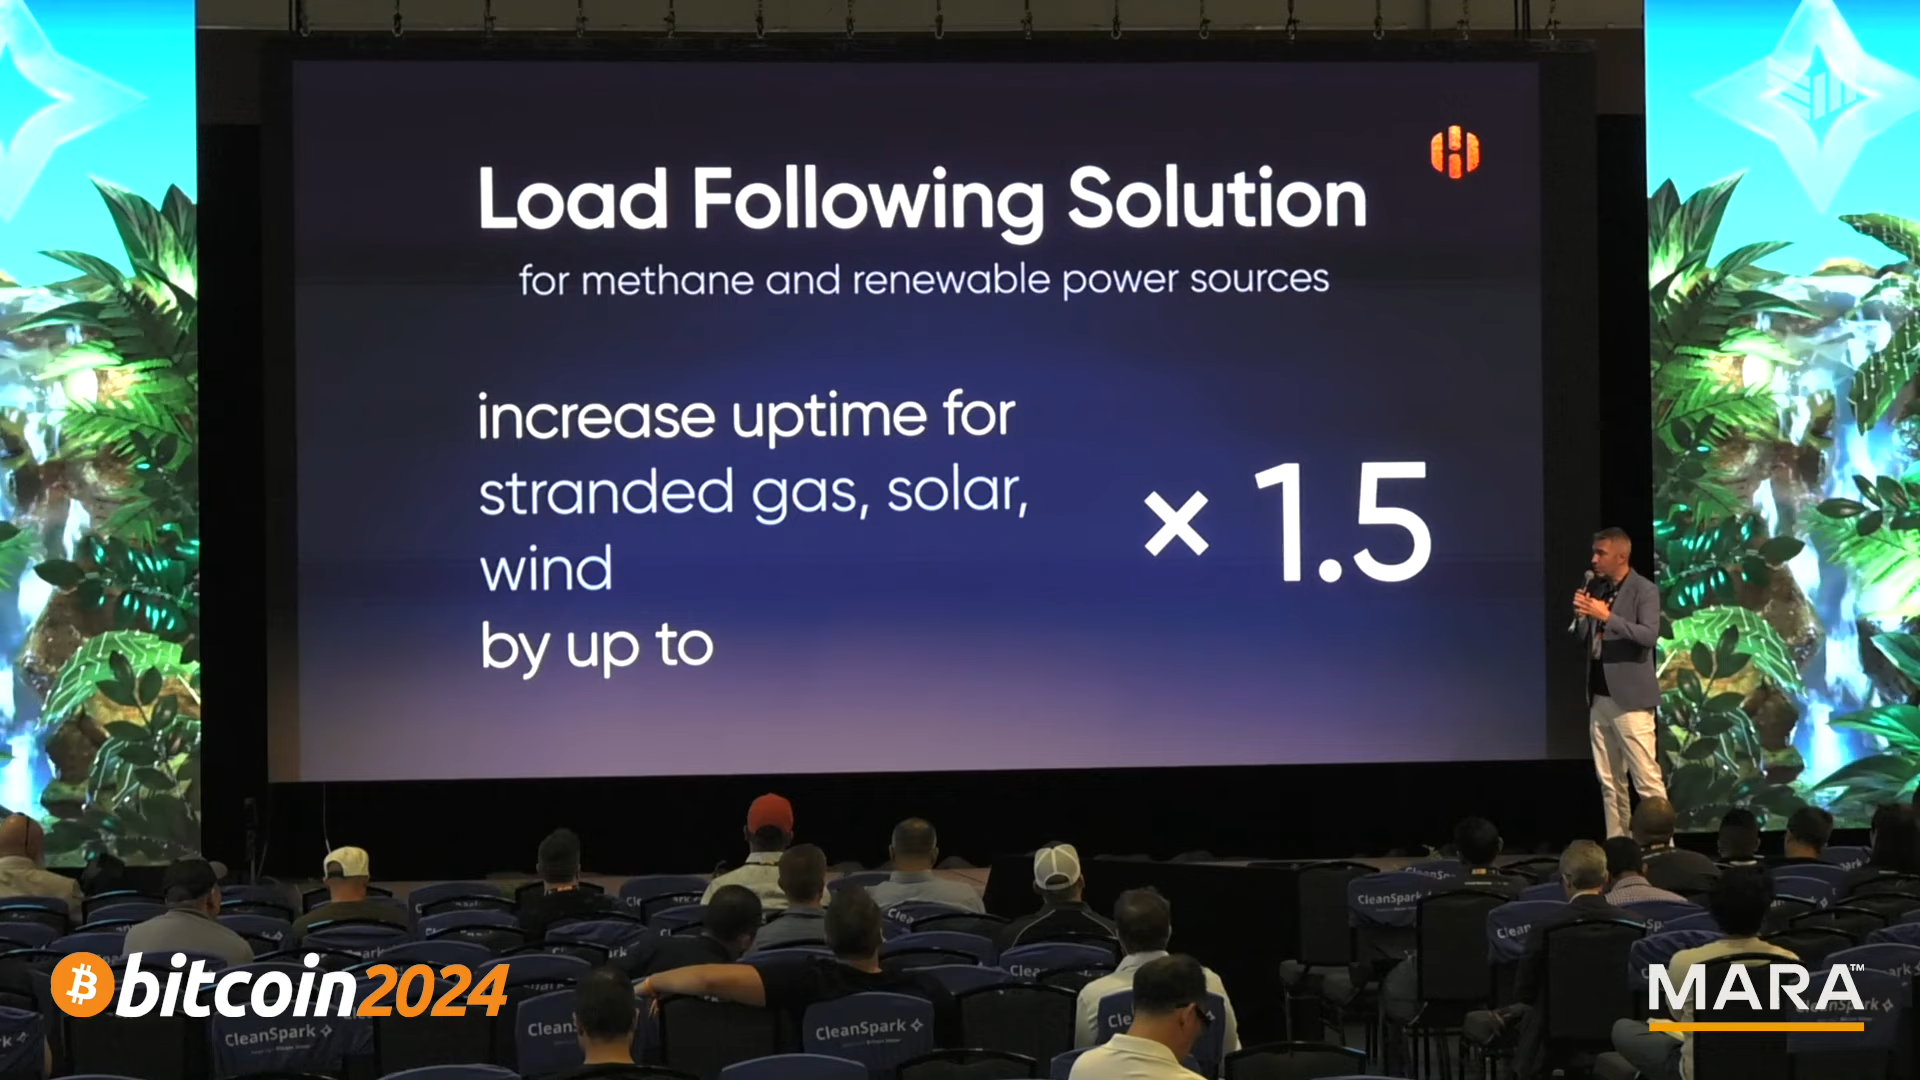 Load Following Solution
for methane and renewable power sources
increase uptime for
stranded gas, solar,
wind
by up to
× 1.5
CleanSpark
CleanSpark
CleanSpark
bitcoin2024
MARA™